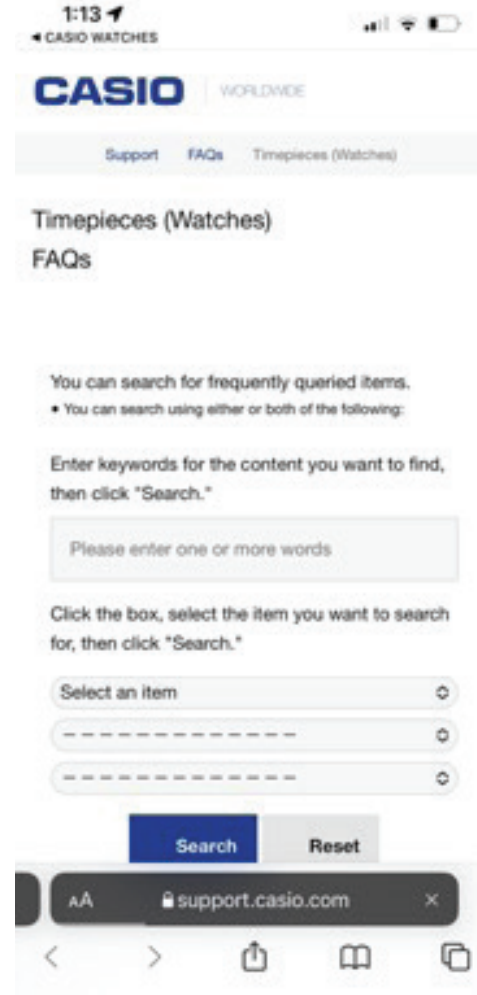 1:13
CASIO WATCHES
CASIO WORLDWIDE
Support FAQs Timepieces (Watches)
Timepieces (Watches)
FAQs
You can search for frequently queried items.
• You can search using either or both of the following:
Enter keywords for the content you want to find,
then click "Search."
Please enter one or more words
Click the box, select the item you want to search
for, then click "Search."
Select an item
– – – – – – – – – – – – –
– – – – – – – – – – – – –
Search Reset
AA support.casio.com ×